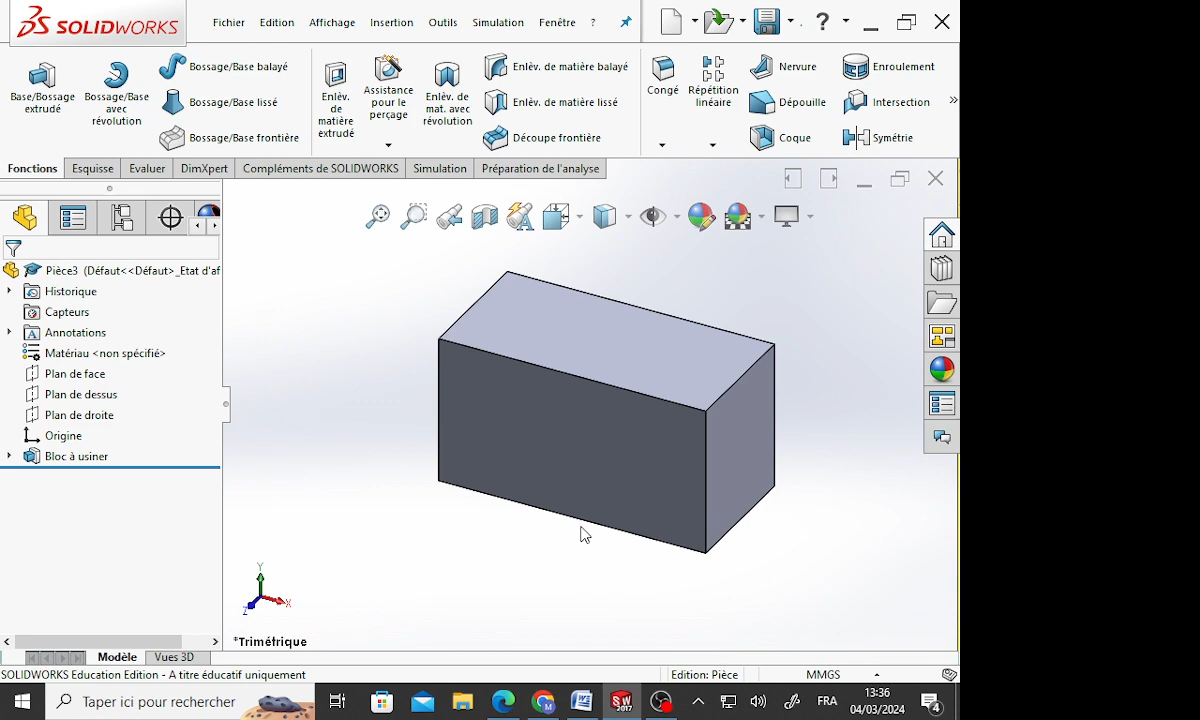 SOLIDWORKS
Fichier Edition Affichage Insertion Outils Simulation Fenêtre ?
Base/Bossage extrudé
Bossage/Base avec révolution
Bossage/Base balayé
Bossage/Base lissé
Bossage/Base frontière
Enlèv. de matière extrudé
Assistance pour le perçage
Enlèv. de mat. avec révolution
Enlèv. de matière balayé
Enlèv. de matière lissé
Découpe frontière
Congé
Répétition linéaire
Nervure
Dépouille
Coque
Enroulement
Intersection
Symétrie
Fonctions Esquisse Evaluer DimXpert Compléments de SOLIDWORKS Simulation Préparation de l'analyse
Pièce3 (Défaut<<Défaut>_Etat d'af
Historique
Capteurs
Annotations
Matériau <non spécifié>
Plan de face
Plan de dessus
Plan de droite
Origine
Bloc à usiner
Y
X
Z
*Trimétrique
Modèle Vues 3D
SOLIDWORKS Education Edition - A titre éducatif uniquement Edition: Pièce MMGS
Taper ici pour rechercher
SW 2017
FRA
13:36
04/03/2024
4